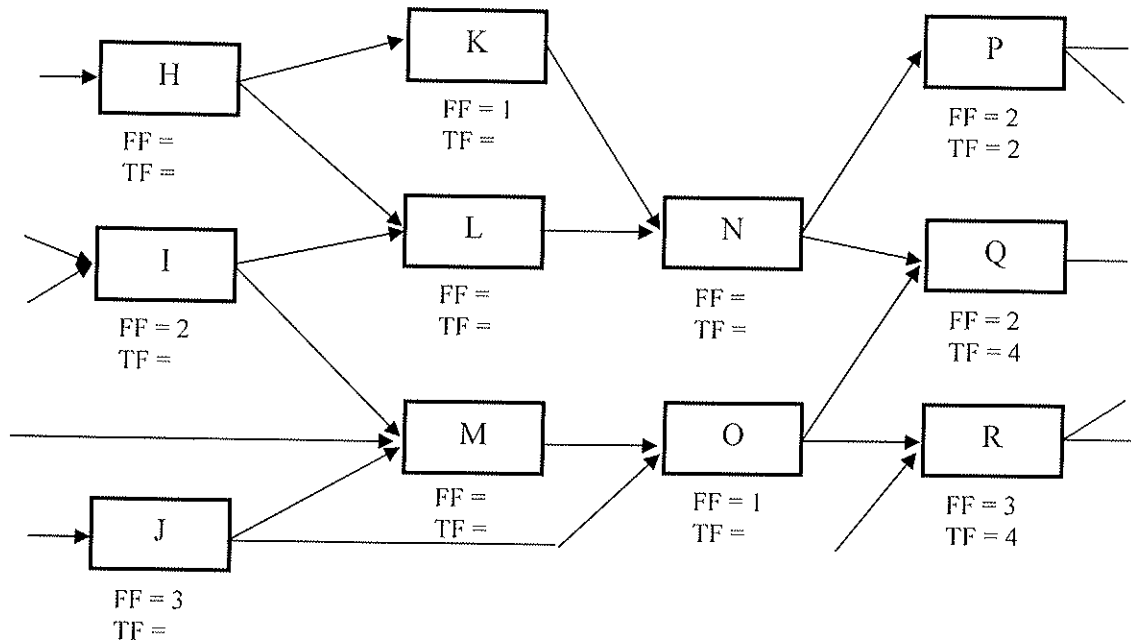 H
FF =
TF =
K
FF = 1
TF =
P
FF = 2
TF = 2
I
FF = 2
TF =
L
FF =
TF =
N
FF =
TF =
Q
FF = 2
TF = 4
J
FF = 3
TF =
M
FF =
TF =
O
FF = 1
TF =
R
FF = 3
TF = 4